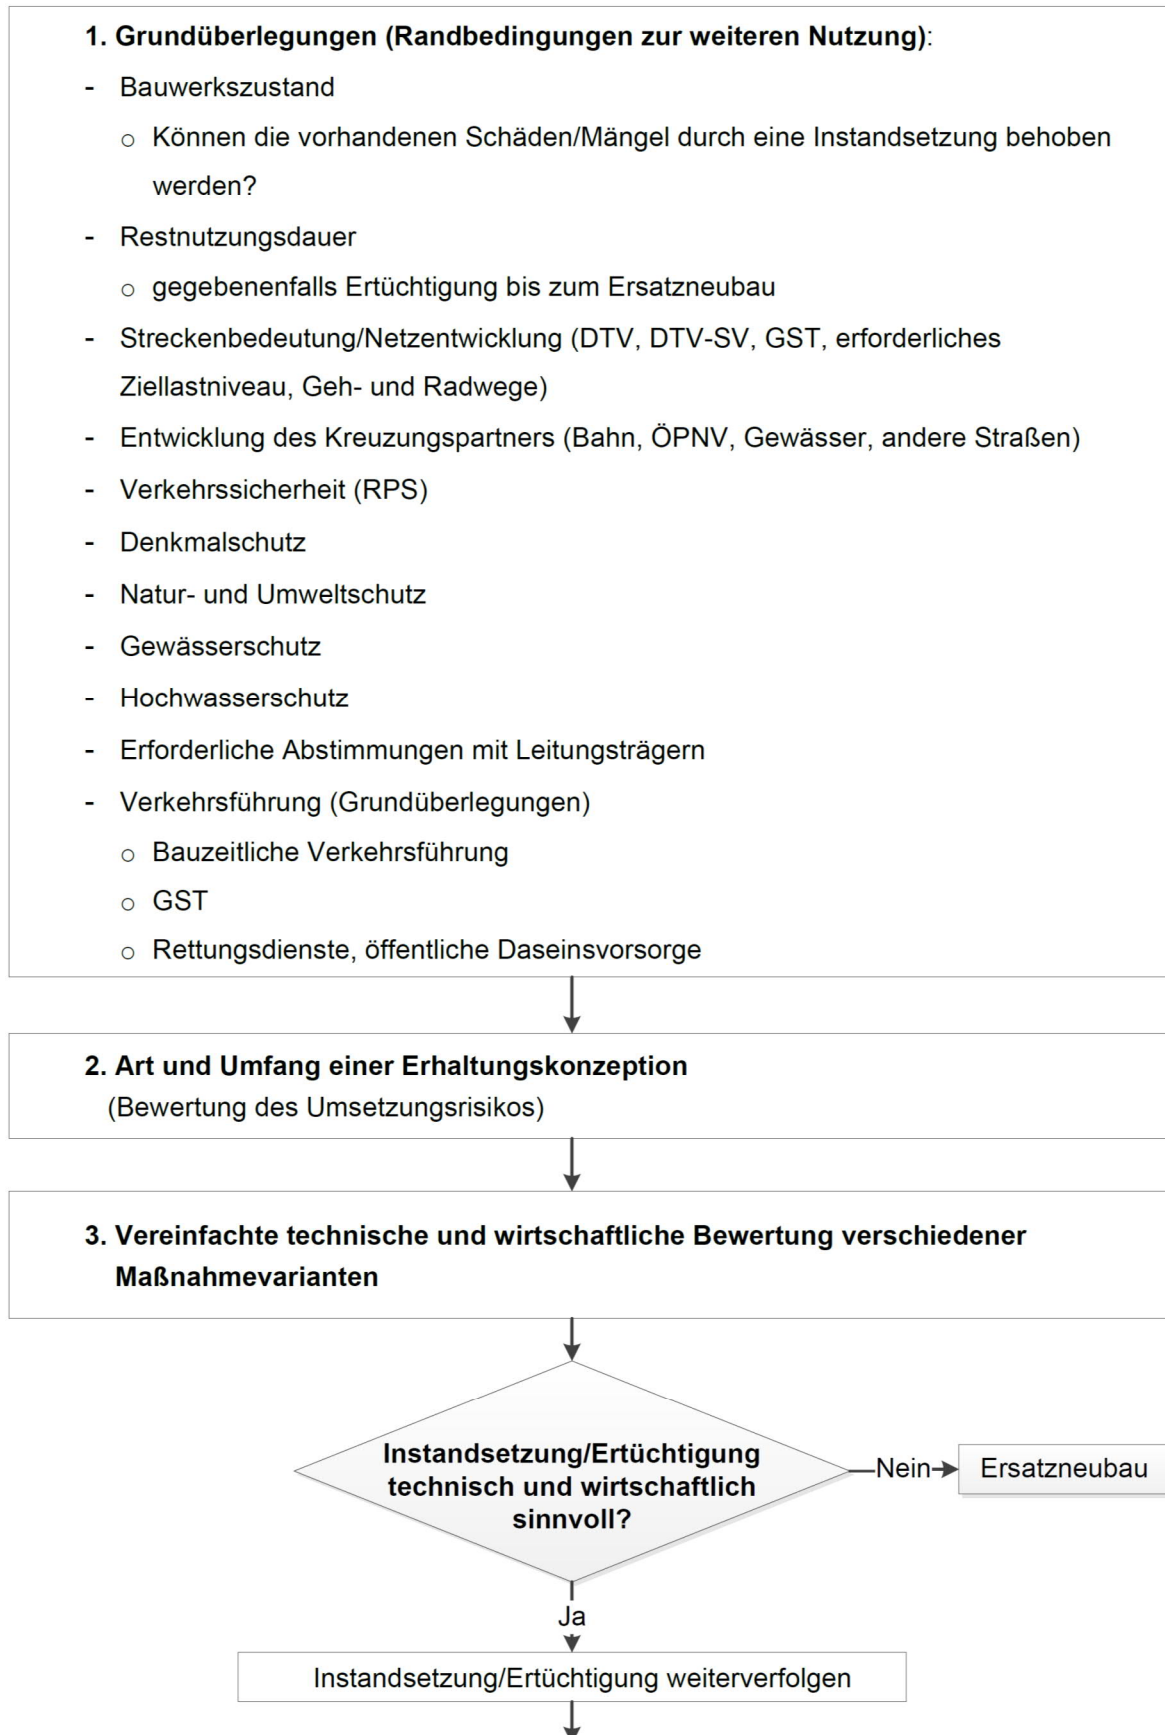 1. Grundüberlegungen (Randbedingungen zur weiteren Nutzung):
- Bauwerkszustand
o Können die vorhandenen Schäden/Mängel durch eine Instandsetzung behoben
werden?
- Restnutzungsdauer
o gegebenenfalls Ertüchtigung bis zum Ersatzneubau
- Streckenbedeutung/Netzentwicklung (DTV, DTV-SV, GST, erforderliches
Ziellastniveau, Geh- und Radwege)
- Entwicklung des Kreuzungspartners (Bahn, ÖPNV, Gewässer, andere Straßen)
- Verkehrssicherheit (RPS)
- Denkmalschutz
- Natur- und Umweltschutz
- Gewässerschutz
- Hochwasserschutz
- Erforderliche Abstimmungen mit Leitungsträgern
- Verkehrsführung (Grundüberlegungen)
o Bauzeitliche Verkehrsführung
o GST
o Rettungsdienste, öffentliche Daseinsvorsorge
2. Art und Umfang einer Erhaltungskonzeption
(Bewertung des Umsetzungsrisikos)
3. Vereinfachte technische und wirtschaftliche Bewertung verschiedener
Maßnahmevarianten
Instandsetzung/Ertüchtigung
technisch und wirtschaftlich
sinnvoll?
Nein
Ersatzneubau
Ja
Instandsetzung/Ertüchtigung weiterverfolgen